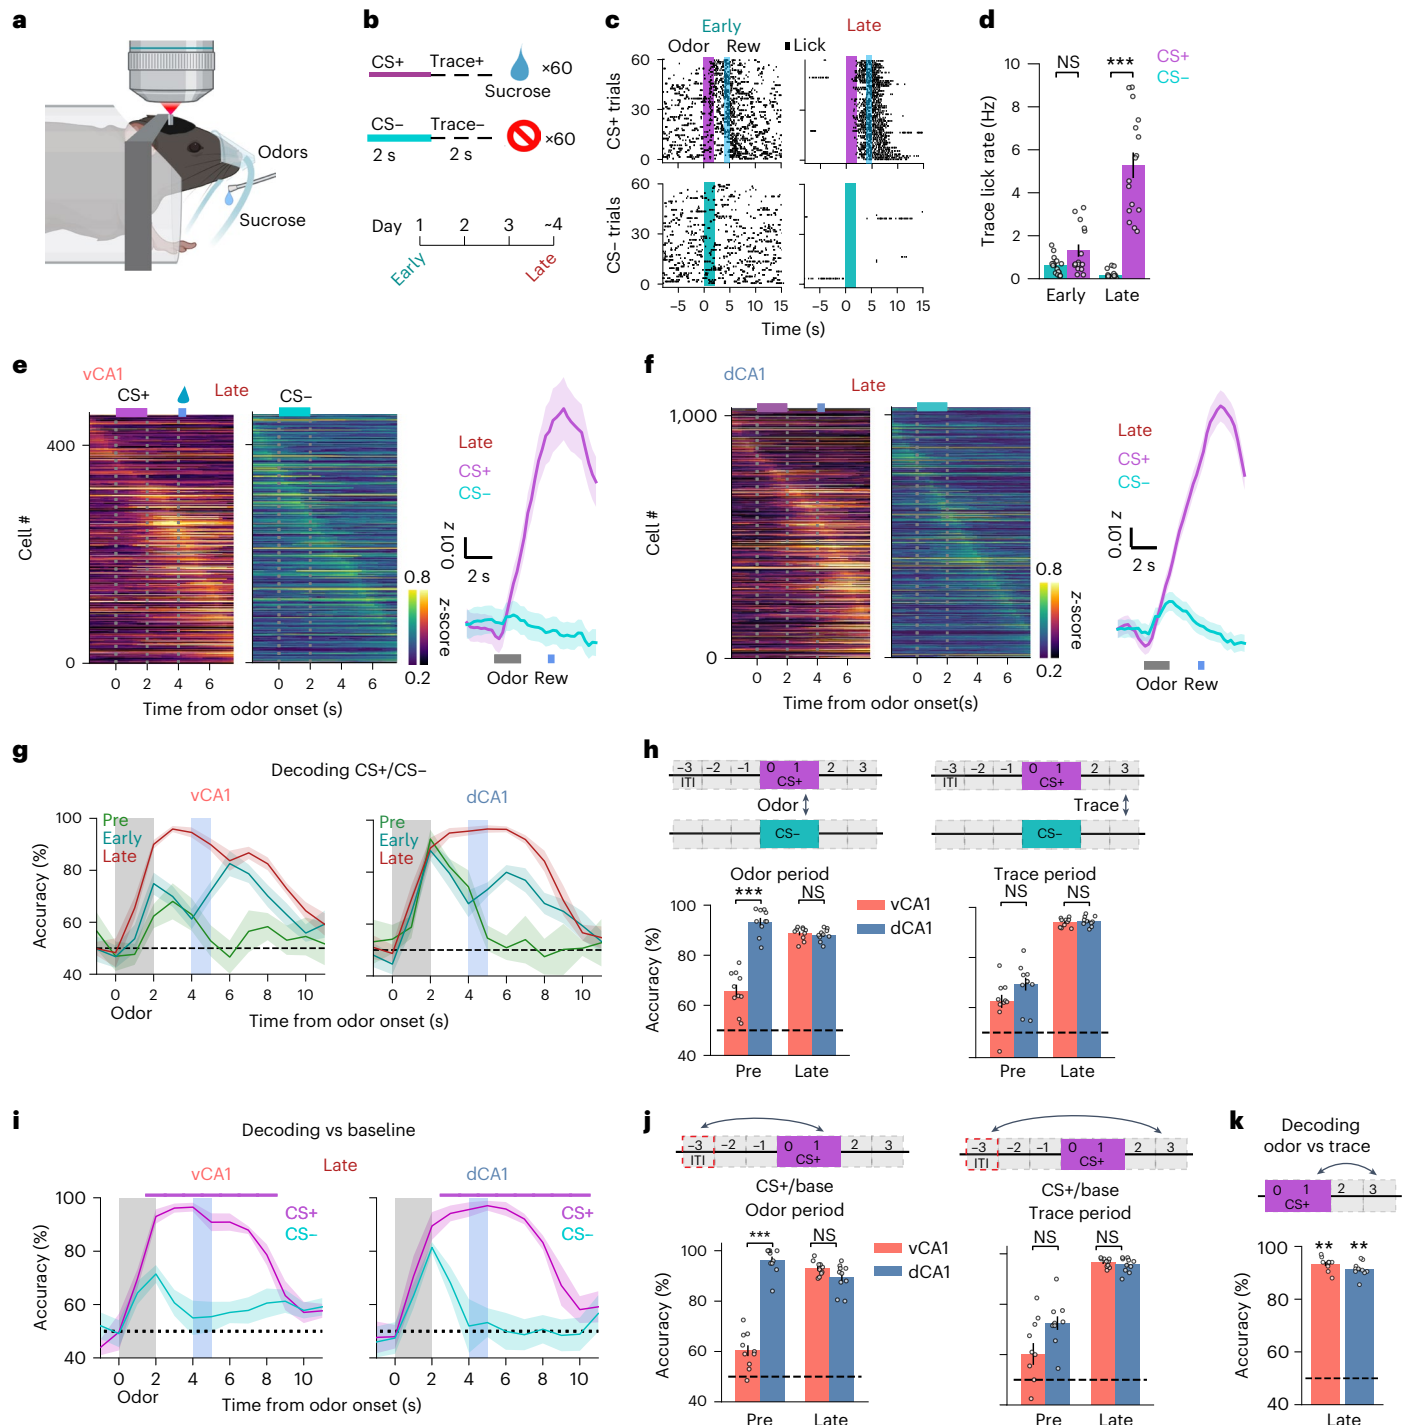 a
Odors
Sucrose
b
CS+ Trace+ ×60
Sucrose
CS− Trace− ×60
2 s 2 s
Day 1 2 3 ~4
Early Late
c
Early Late
Odor Rew Lick
CS+ trials
60
30
0
CS− trials
60
30
0
−5 0 5 10 15 −5 0 5 10 15
Time (s)
d
CS+
CS−
NS ***
Trace lick rate (Hz)
10
8
6
4
2
0
Early Late
e
vCA1
CS+ Late CS−
Cell #
400
200
0
0 2 4 6 0 2 4 6
Time from odor onset (s)
0.8
z-score
0.2
Late
CS+
CS−
0.01 z
2 s
Odor Rew
f
dCA1
Late
Cell #
1,000
0
0 2 4 6 0 2 4 6
Time from odor onset(s)
0.8
z-score
0.2
Late
CS+
CS−
0.01 z
2 s
Odor Rew
g
Decoding CS+/CS−
vCA1 dCA1
Pre
Early
Late
Pre
Early
Late
Accuracy (%)
100
80
60
40
0 2 4 6 8 10 0 2 4 6 8 10
Odor
Time from odor onset (s)
h
−3 −2 −1 0 1 2 3
ITI CS+
Odor
CS−
−3 −2 −1 0 1 2 3
ITI CS+
Trace
Odor period
*** NS
vCA1
dCA1
Accuracy (%)
100
80
60
40
Pre Late
Trace period
NS NS
Pre Late
i
Decoding vs baseline
vCA1 Late dCA1
CS+
CS−
CS+
CS−
Accuracy (%)
100
80
60
40
0 2 4 6 8 10 0 2 4 6 8 10
Odor
Time from odor onset (s)
j
−3 −2 −1 0 1 2 3
ITI CS+
−3 −2 −1 0 1 2 3
ITI CS+
CS+/base
Odor period
*** NS
vCA1
dCA1
Accuracy (%)
100
80
60
40
Pre Late
CS+/base
Trace period
NS NS
Pre Late
k
Decoding
odor vs trace
0 1 2 3
CS+
** **
Accuracy (%)
100
80
60
40
Late